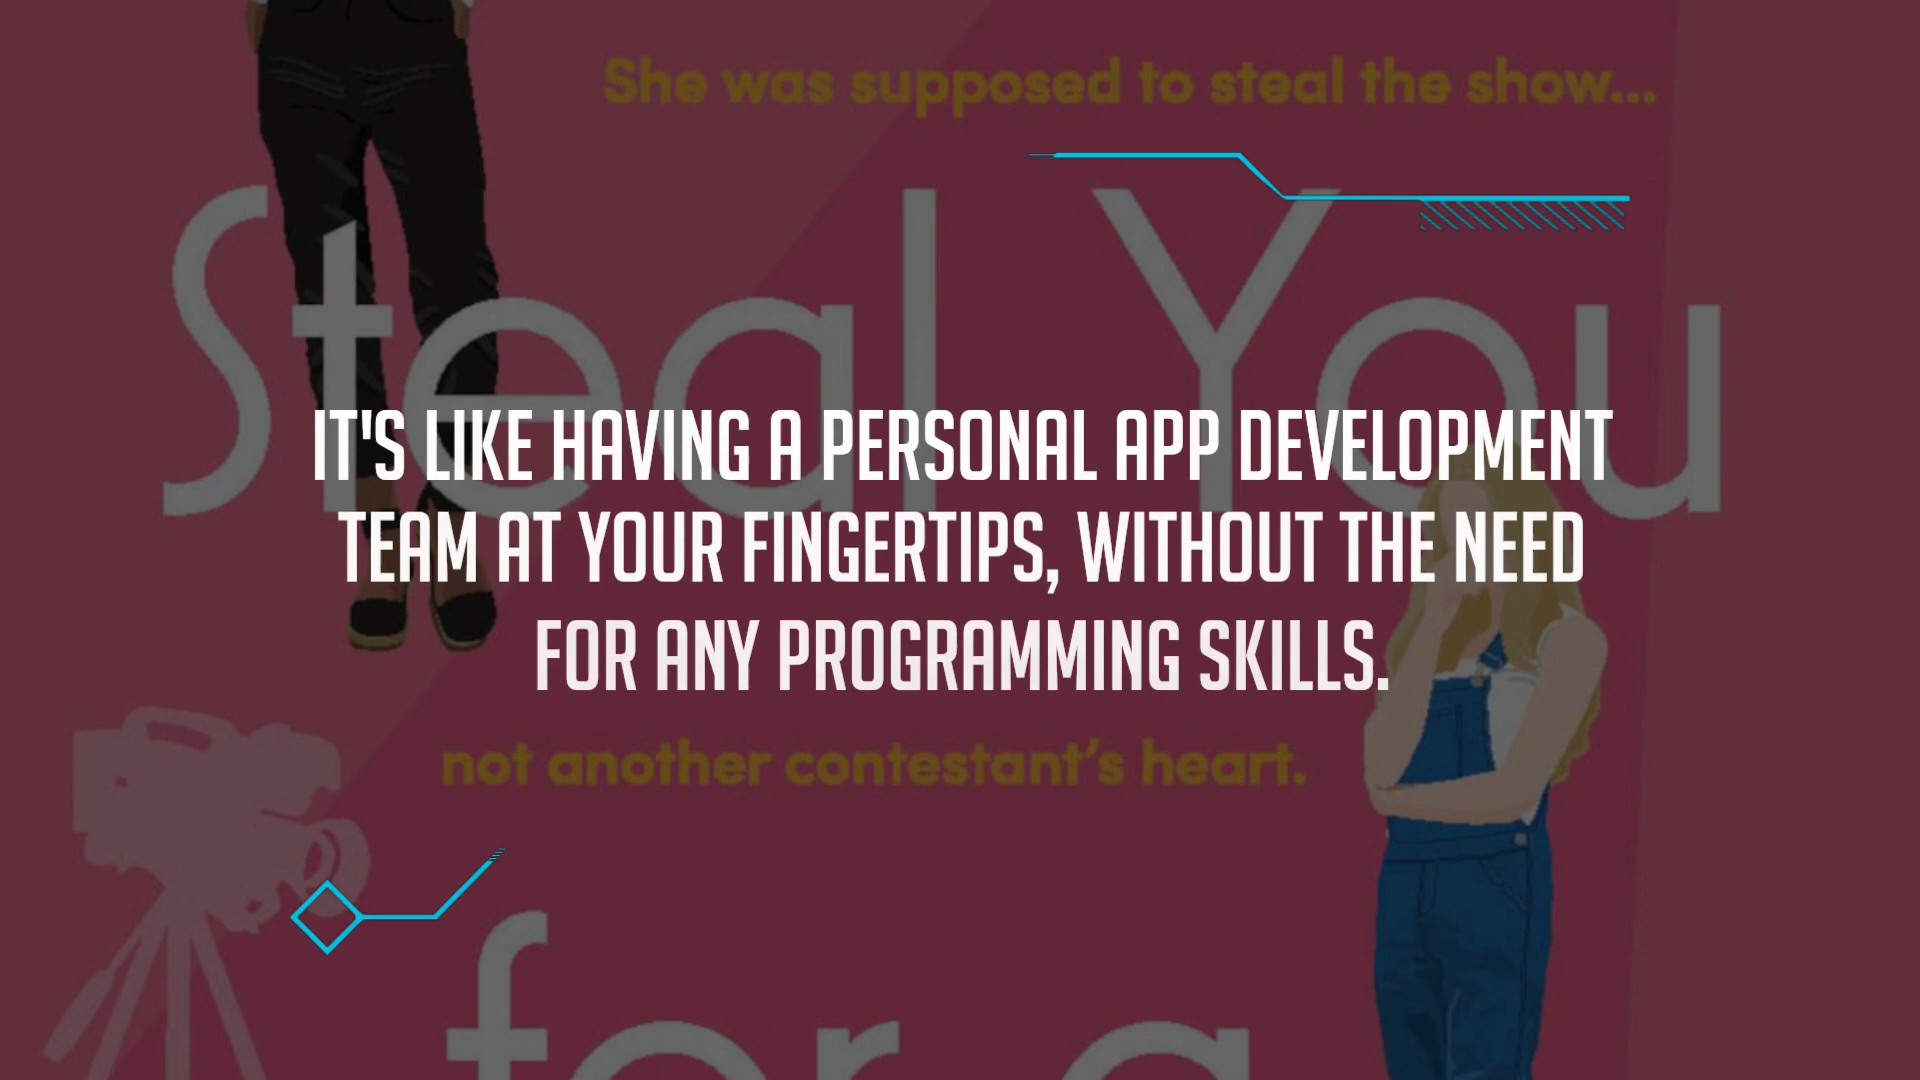 She was supposed to steal the show...
Steal You
IT'S LIKE HAVING A PERSONAL APP DEVELOPMENT
TEAM AT YOUR FINGERTIPS, WITHOUT THE NEED
FOR ANY PROGRAMMING SKILLS.
not another contestant's heart.
for a